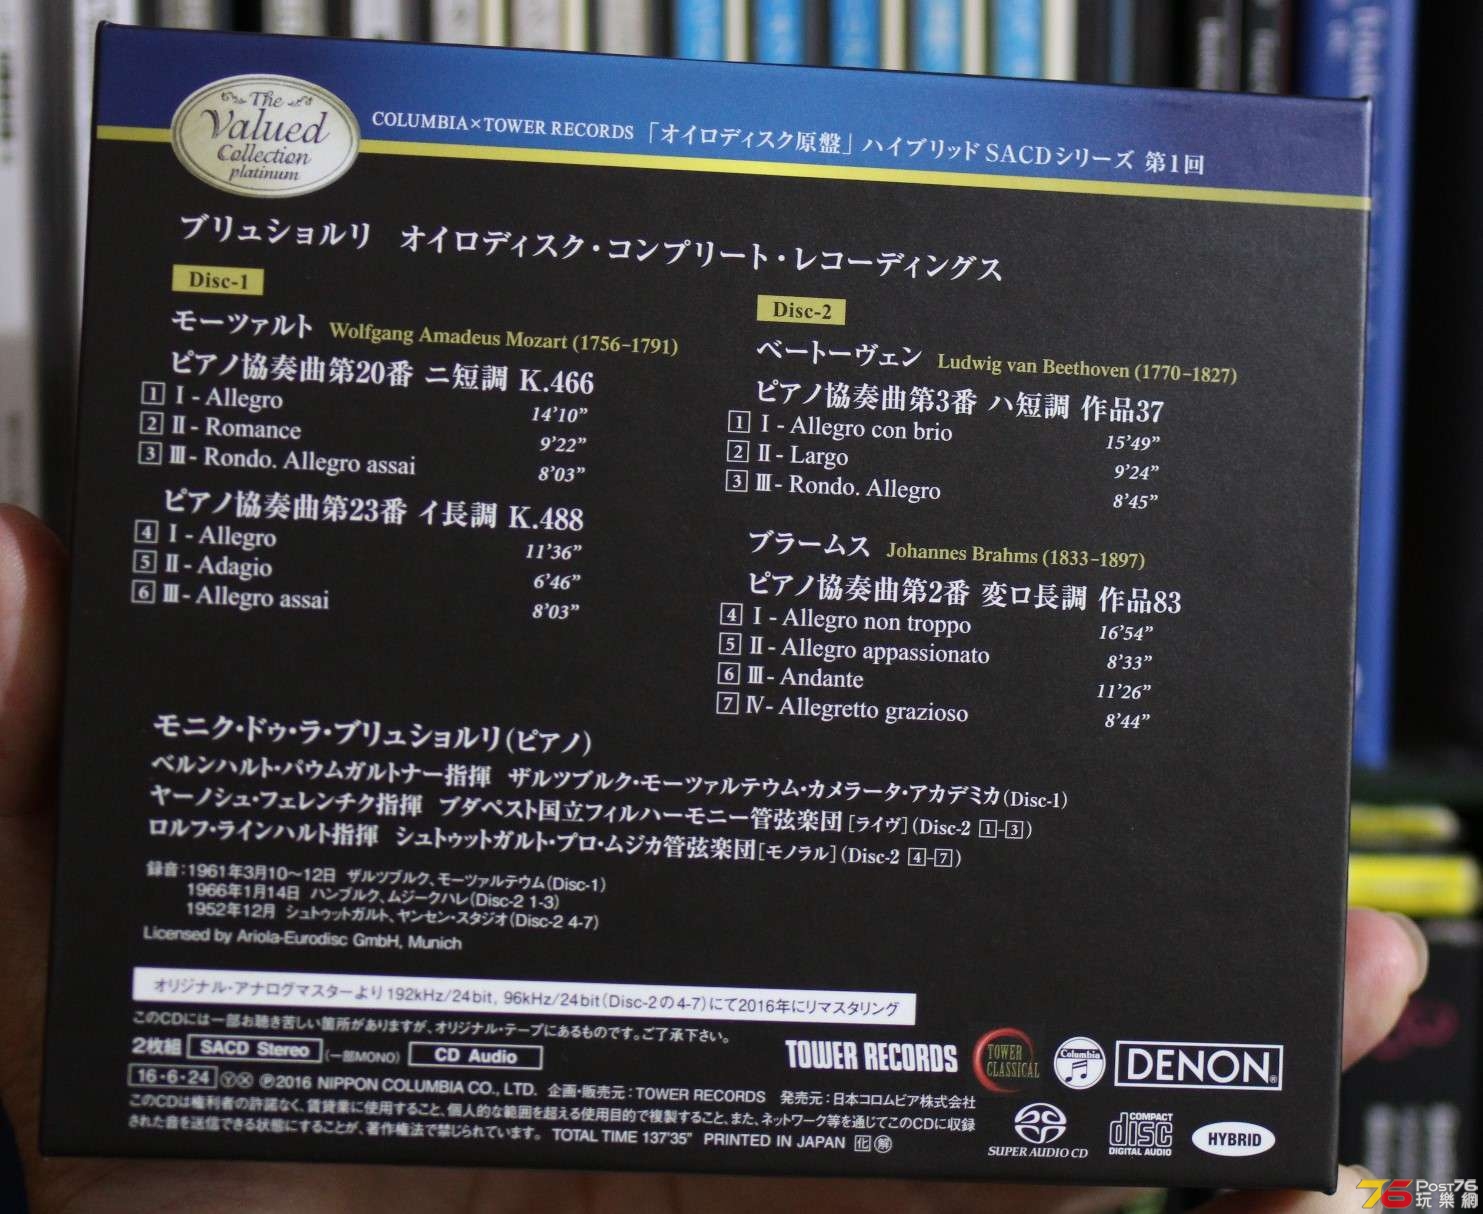 The
Valued
Collection
platinum
COLUMBIA×TOWER RECORDS 「オイロディスク原盤」ハイブリッドSACDシリーズ 第1回
ブリュショルリ オイロディスク・コンプリート・レコーディングス
Disc-1
モーツァルト Wolfgang Amadeus Mozart (1756-1791)
ピアノ協奏曲第20番 ニ短調 K.466
1 Ⅰ - Allegro 14'10"
2 Ⅱ - Romance 9'22"
3 Ⅲ - Rondo. Allegro assai 8'03"
ピアノ協奏曲第23番 イ長調 K.488
4 Ⅰ - Allegro 11'36"
5 Ⅱ - Adagio 6'46"
6 Ⅲ - Allegro assai 8'03"
Disc-2
ベートーヴェン Ludwig van Beethoven (1770-1827)
ピアノ協奏曲第3番 ハ短調 作品37
1 Ⅰ - Allegro con brio 15'49"
2 Ⅱ - Largo 9'24"
3 Ⅲ - Rondo. Allegro 8'45"
ブラームス Johannes Brahms (1833-1897)
ピアノ協奏曲第2番 変ロ長調 作品83
4 Ⅰ - Allegro non troppo 16'54"
5 Ⅱ - Allegro appassionato 8'33"
6 Ⅲ - Andante 11'26"
7 Ⅳ - Allegretto grazioso 8'44"
モニク・ドゥ・ラ・ブリュショルリ(ピアノ)
ベルンハルト・パウムガルトナー指揮 ザルツブルク・モーツァルテウム・カメラータ・アカデミカ(Disc-1)
ヤーノシュ・フェレンチク指揮 ブダペスト国立フィルハーモニー管弦楽団[ライヴ](Disc-2 1-3)
ロルフ・ラインハルト指揮 シュトゥットガルト・プロ・ムジカ管弦楽団[モノラル](Disc-2 4-7)
録音:1961年3月10~12日 ザルツブルク、モーツァルテウム(Disc-1)
1966年1月14日 ハンブルク、ムジークハレ(Disc-2 1-3)
1952年12月 シュトゥットガルト、ヤンセン・スタジオ(Disc-2 4-7)
Licensed by Ariola-Eurodisc GmbH, Munich
オリジナル・アナログマスターより192kHz/24bit, 96kHz/24bit(Disc-2の4-7)にて2016年にリマスタリング
このCDには一部お聴き苦しい箇所がありますが、オリジナル・テープにあるものです。ご了承下さい。
2枚組 SACD Stereo (一部MONO) CD Audio
16・6・24 Ⓨⓧ ℗2016 NIPPON COLUMBIA CO., LTD. 企画・販売元:TOWER RECORDS 発売元:日本コロムビア株式会社
このCDは権利者の許諾なく、賃貸業に使用すること、個人的な範囲を超える使用目的で複製すること、また、ネットワーク等を通じてこのCDに収録
された音を送信できる状態にすることが、著作権法で禁じられています。 TOTAL TIME 137'35" PRINTED IN JAPAN 化 解
TOWER RECORDS
TOWER
CLASSICAL
Columbia
DENON®
SUPER AUDIO CD
COMPACT
disc
DIGITAL AUDIO
HYBRID
76 POST76
玩樂網